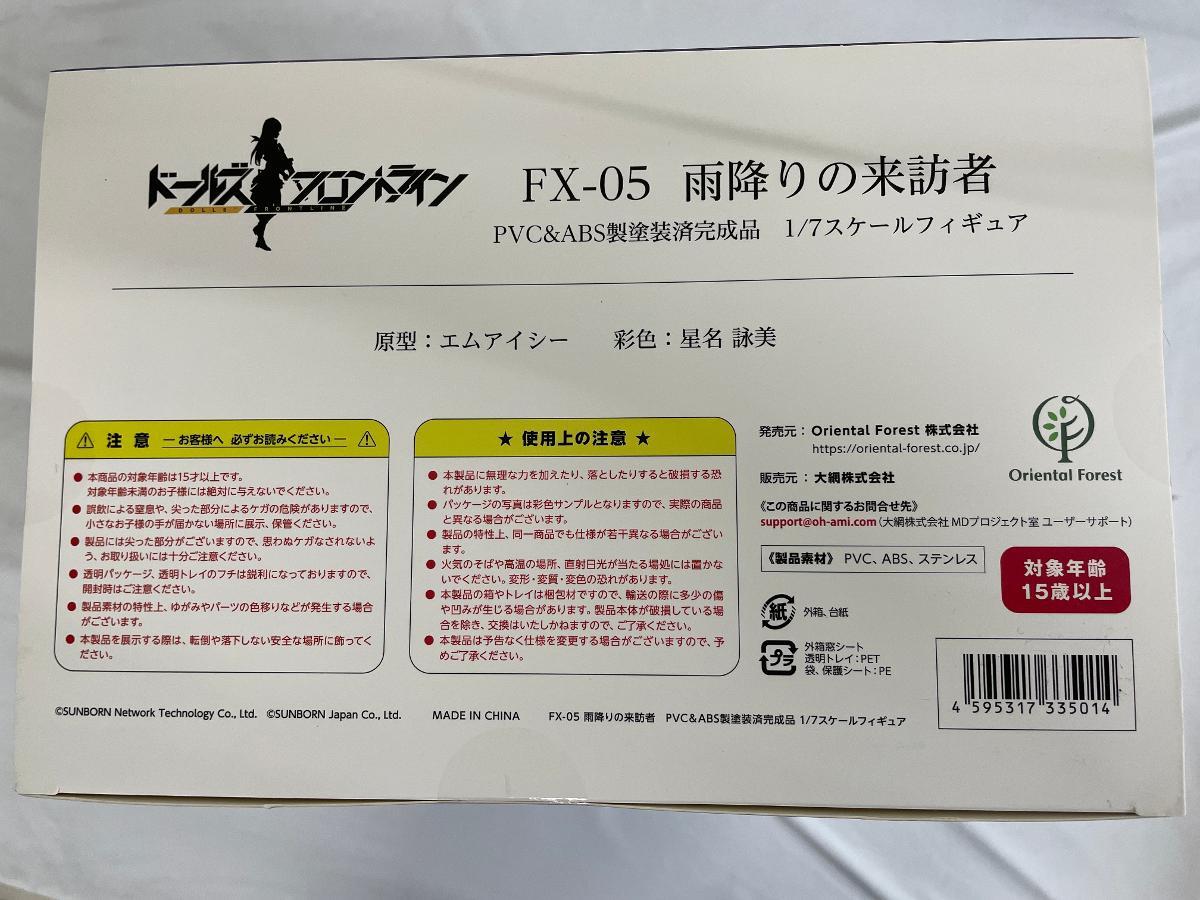 ドールズフロントライン
DOLLS' FRONTLINE
FX-05 雨降りの来訪者
PVC&ABS製塗装済完成品 1/7スケールフィギュア
原型：エムアイシー 彩色：星名 詠美
注意 ーお客様へ 必ずお読みくださいー
● 本商品の対象年齢は15才以上です。
対象年齢未満のお子様には絶対に与えないでください。
● 誤飲による窒息や、尖った部分によるケガの危険がありますので、
小さなお子様の手が届かない場所に展示、保管ください。
● 製品には尖った部分がございますので、思わぬケガなされないよ
う、お取り扱いには十分ご注意ください。
● 透明パッケージ、透明トレイのフチは鋭利になっておりますので、
開封時はご注意ください。
● 製品素材の特性上、ゆがみやパーツの色移りなどが発生する場合
がございます。
● 本製品を展示する際は、転倒や落下しない安全な場所に飾ってく
ださい。
★ 使用上の注意 ★
● 本製品に無理な力を加えたり、落としたりすると破損する恐
れがあります。
● パッケージの写真は彩色サンプルとなりますので、実際の商品
と異なる場合がございます。
● 製品の特性上、同一商品でも仕様が若干異なる場合がござい
ます。
● 火気のそばや高温の場所、直射日光が当たる場処には置かな
いでください。変形・変質・変色の恐れがあります。
● 本製品の箱やトレイは梱包材ですので、輸送の際に多少の傷
や凹みが生じる場合があります。製品本体が破損している場
合を除き、交換はいたしかねますので、ご了承ください。
● 本製品は予告なく仕様を変更する場合がございますので、予
めご了承ください。
発売元：Oriental Forest 株式会社
https://oriental-forest.co.jp/
販売元：大網株式会社
Oriental Forest
《この商品に関するお問合せ先》
support@oh-ami.com（大網株式会社 MDプロジェクト室 ユーザーサポート）
《製品素材》 PVC、ABS、ステンレス
対象年齢
15歳以上
紙 外箱、台紙
プラ 外箱窓シート
透明トレイ：PET
袋、保護シート：PE
4 595317 335014
©SUNBORN Network Technology Co., Ltd. ©SUNBORN Japan Co., Ltd. MADE IN CHINA FX-05 雨降りの来訪者 PVC&ABS製塗装済完成品 1/7スケールフィギュア